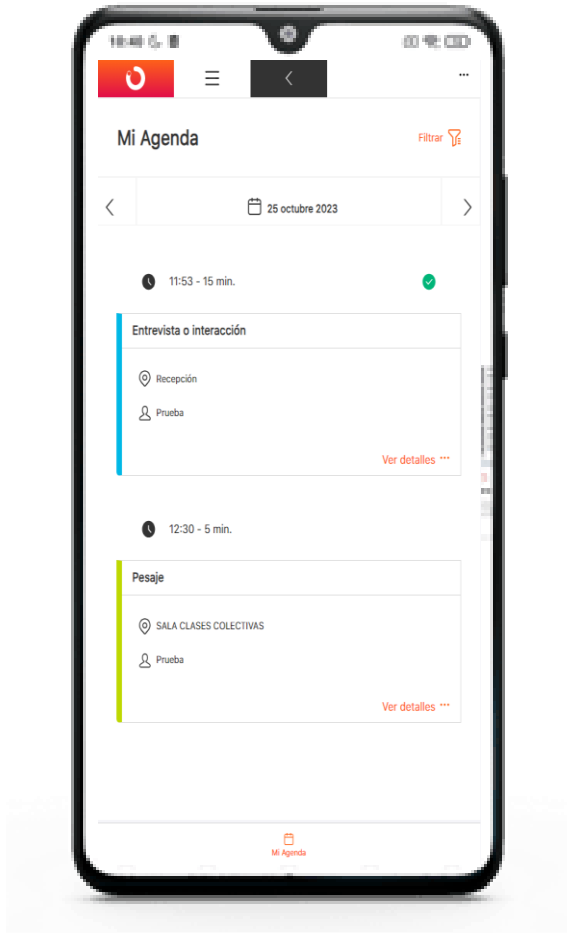 Mi Agenda
Filtrar
25 octubre 2023
11:53 - 15 min.
Entrevista o interacción
Recepción
Prueba
Ver detalles ···
12:30 - 5 min.
Pesaje
SALA CLASES COLECTIVAS
Prueba
Ver detalles ···
Mi Agenda